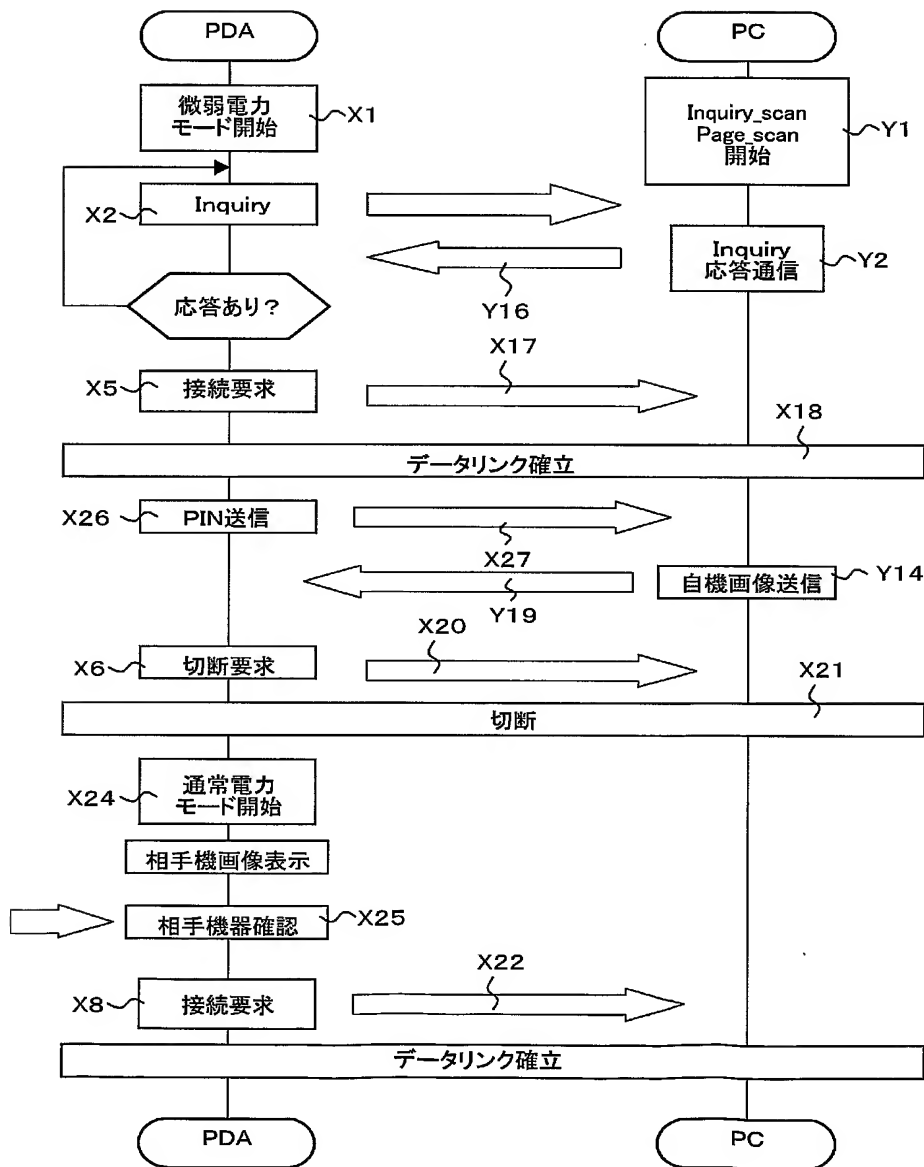 PDA
PC
微弱電力
モード開始
X1
Inquiry_scan
Page_scan
開始
Y1
X2
Inquiry
Inquiry
応答通信
Y2
Y16
応答あり?
X17
X5
接続要求
X18
データリンク確立
X26
PIN送信
X27
自機画像送信
Y14
Y19
X20
X6
切断要求
X21
切断
X24
通常電力
モード開始
相手機画像表示
相手機器確認
X25
X22
X8
接続要求
データリンク確立
PDA
PC